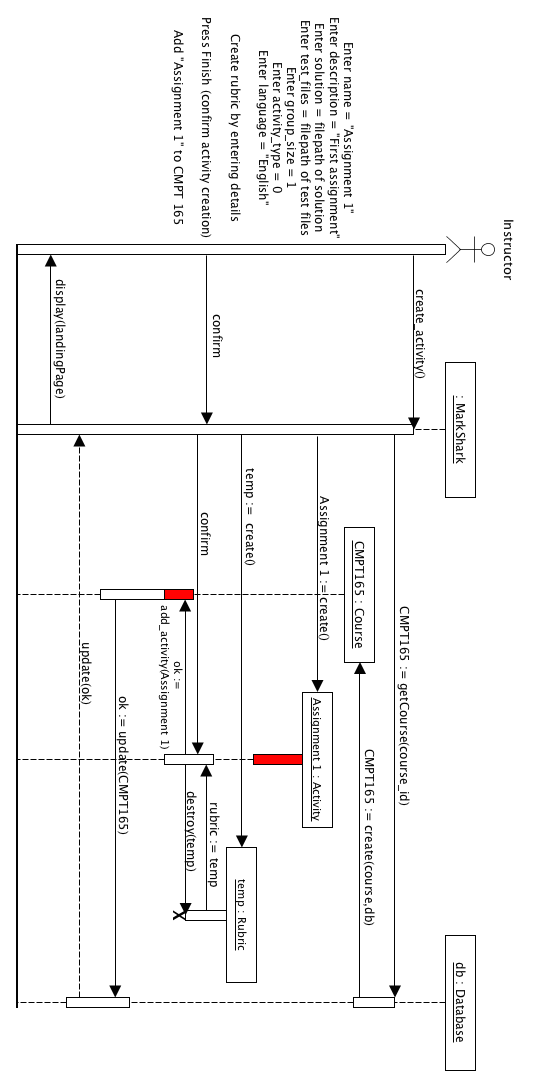 Instructor
: MarkShark
db : Database
Enter name = "Assignment 1"
Enter description = "First assignment"
Enter solution = filepath of solution
Enter test_files = filepath of test files
Enter group_size = 1
Enter activity_type = 0
Enter language = "English"
create_activity()
CMPT165 := getCourse(course_id)
CMPT165 := create(course,db)
CMPT165 : Course
Assignment 1 := create()
Assignment 1 : Activity
Create rubric by entering details
temp := create()
temp : Rubric
Press Finish (confirm activity creation)
confirm
confirm
rubric := temp
destroy(temp)
X
ok :=
add_activity(Assignment 1)
Add "Assignment 1" to CMPT 165
ok := update(CMPT165)
update(ok)
display(landingPage)